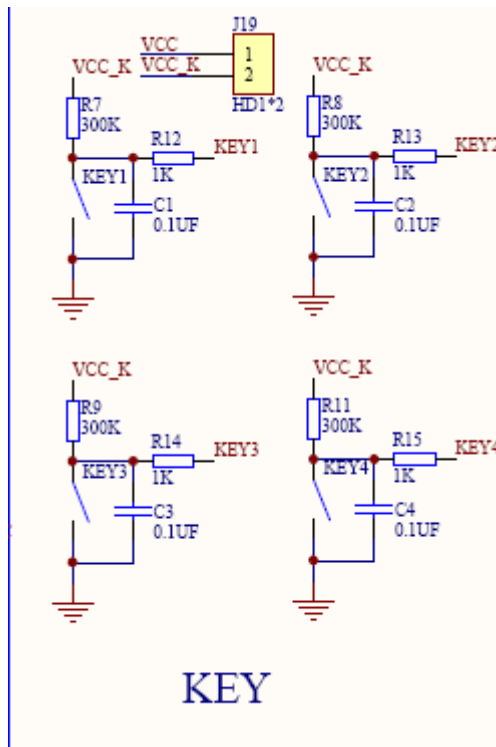 J19
VCC
1
VCC_K
2
HD1*2
VCC_K
R7
300K
R12
KEY1
1K
KEY1
C1
0.1UF
VCC_K
R8
300K
R13
KEY2
1K
KEY2
C2
0.1UF
VCC_K
R9
300K
R14
KEY3
1K
KEY3
C3
0.1UF
VCC_K
R11
300K
R15
KEY4
1K
KEY4
C4
0.1UF
KEY